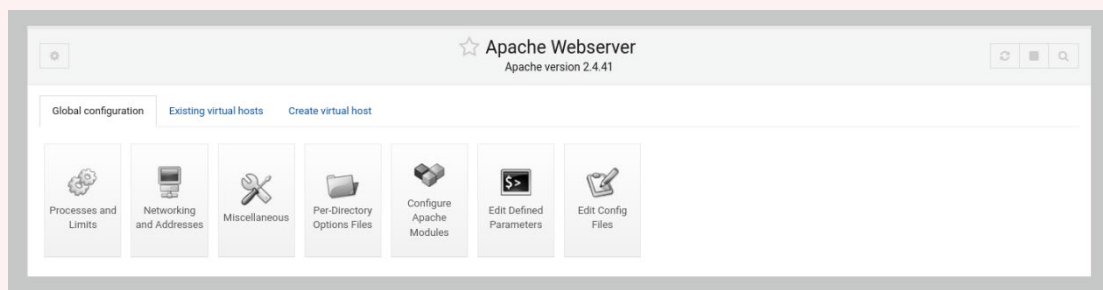 Apache Webserver
Apache version 2.4.41
Global configuration Existing virtual hosts Create virtual host
Processes and Limits
Networking and Addresses
Miscellaneous
Per-Directory Options Files
Configure Apache Modules
$>
Edit Defined Parameters
Edit Config Files